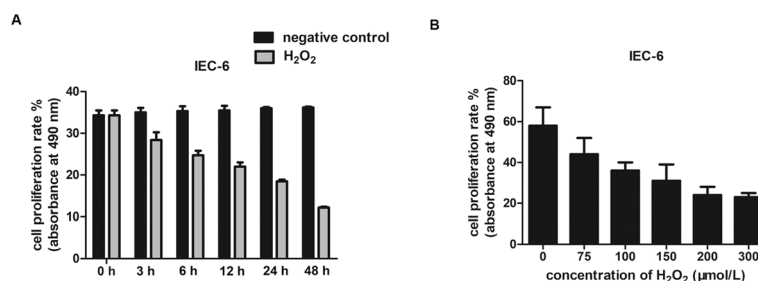 A
negative control
H₂O₂
IEC-6
cell proliferation rate %
(absorbance at 490 nm)
40
30
20
10
0
0 h 3 h 6 h 12 h 24 h 48 h
B
IEC-6
cell proliferation rate %
(absorbance at 490 nm)
80
60
40
20
0
0 75 100 150 200 300
concentration of H₂O₂ (μmol/L)